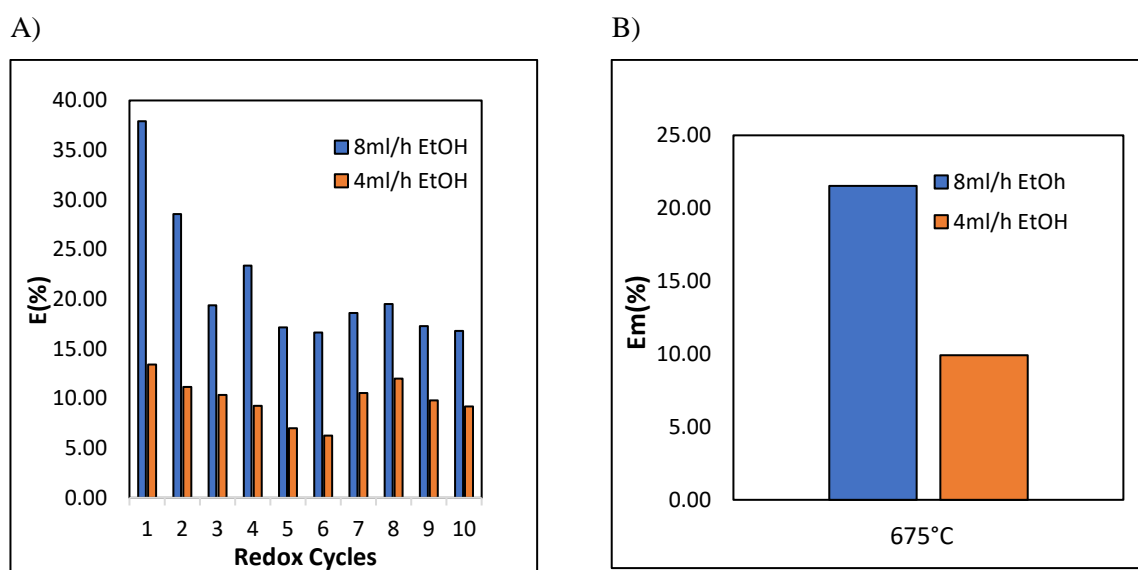 A)
40.00
35.00
30.00
25.00
20.00
15.00
10.00
5.00
0.00
E(%)
8ml/h EtOH
4ml/h EtOH
1 2 3 4 5 6 7 8 9 10
Redox Cycles
B)
25.00
20.00
15.00
10.00
5.00
0.00
Em(%)
8ml/h EtOh
4ml/h EtOH
675°C